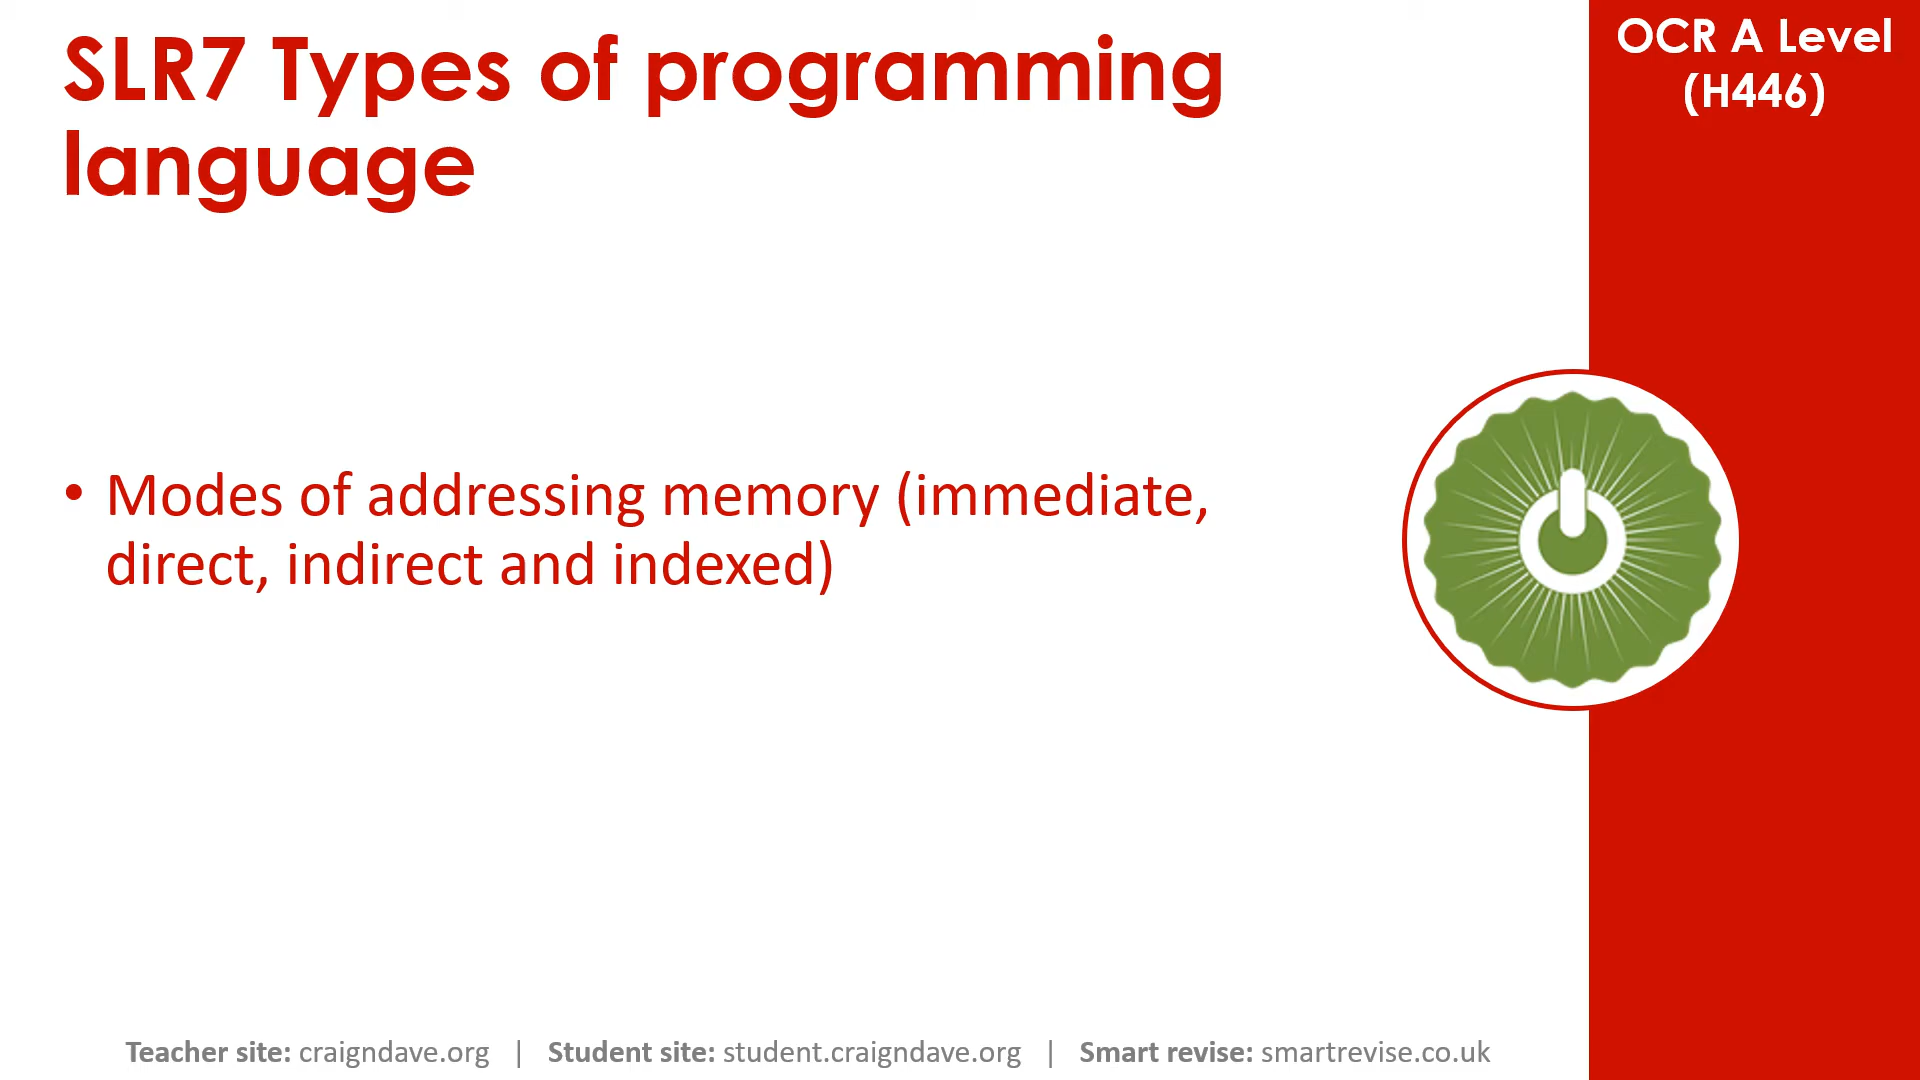 SLR7 Types of programming
language
OCR A Level
(H446)
• Modes of addressing memory (immediate,
direct, indirect and indexed)
Teacher site: craigndave.org | Student site: student.craigndave.org | Smart revise: smartrevise.co.uk